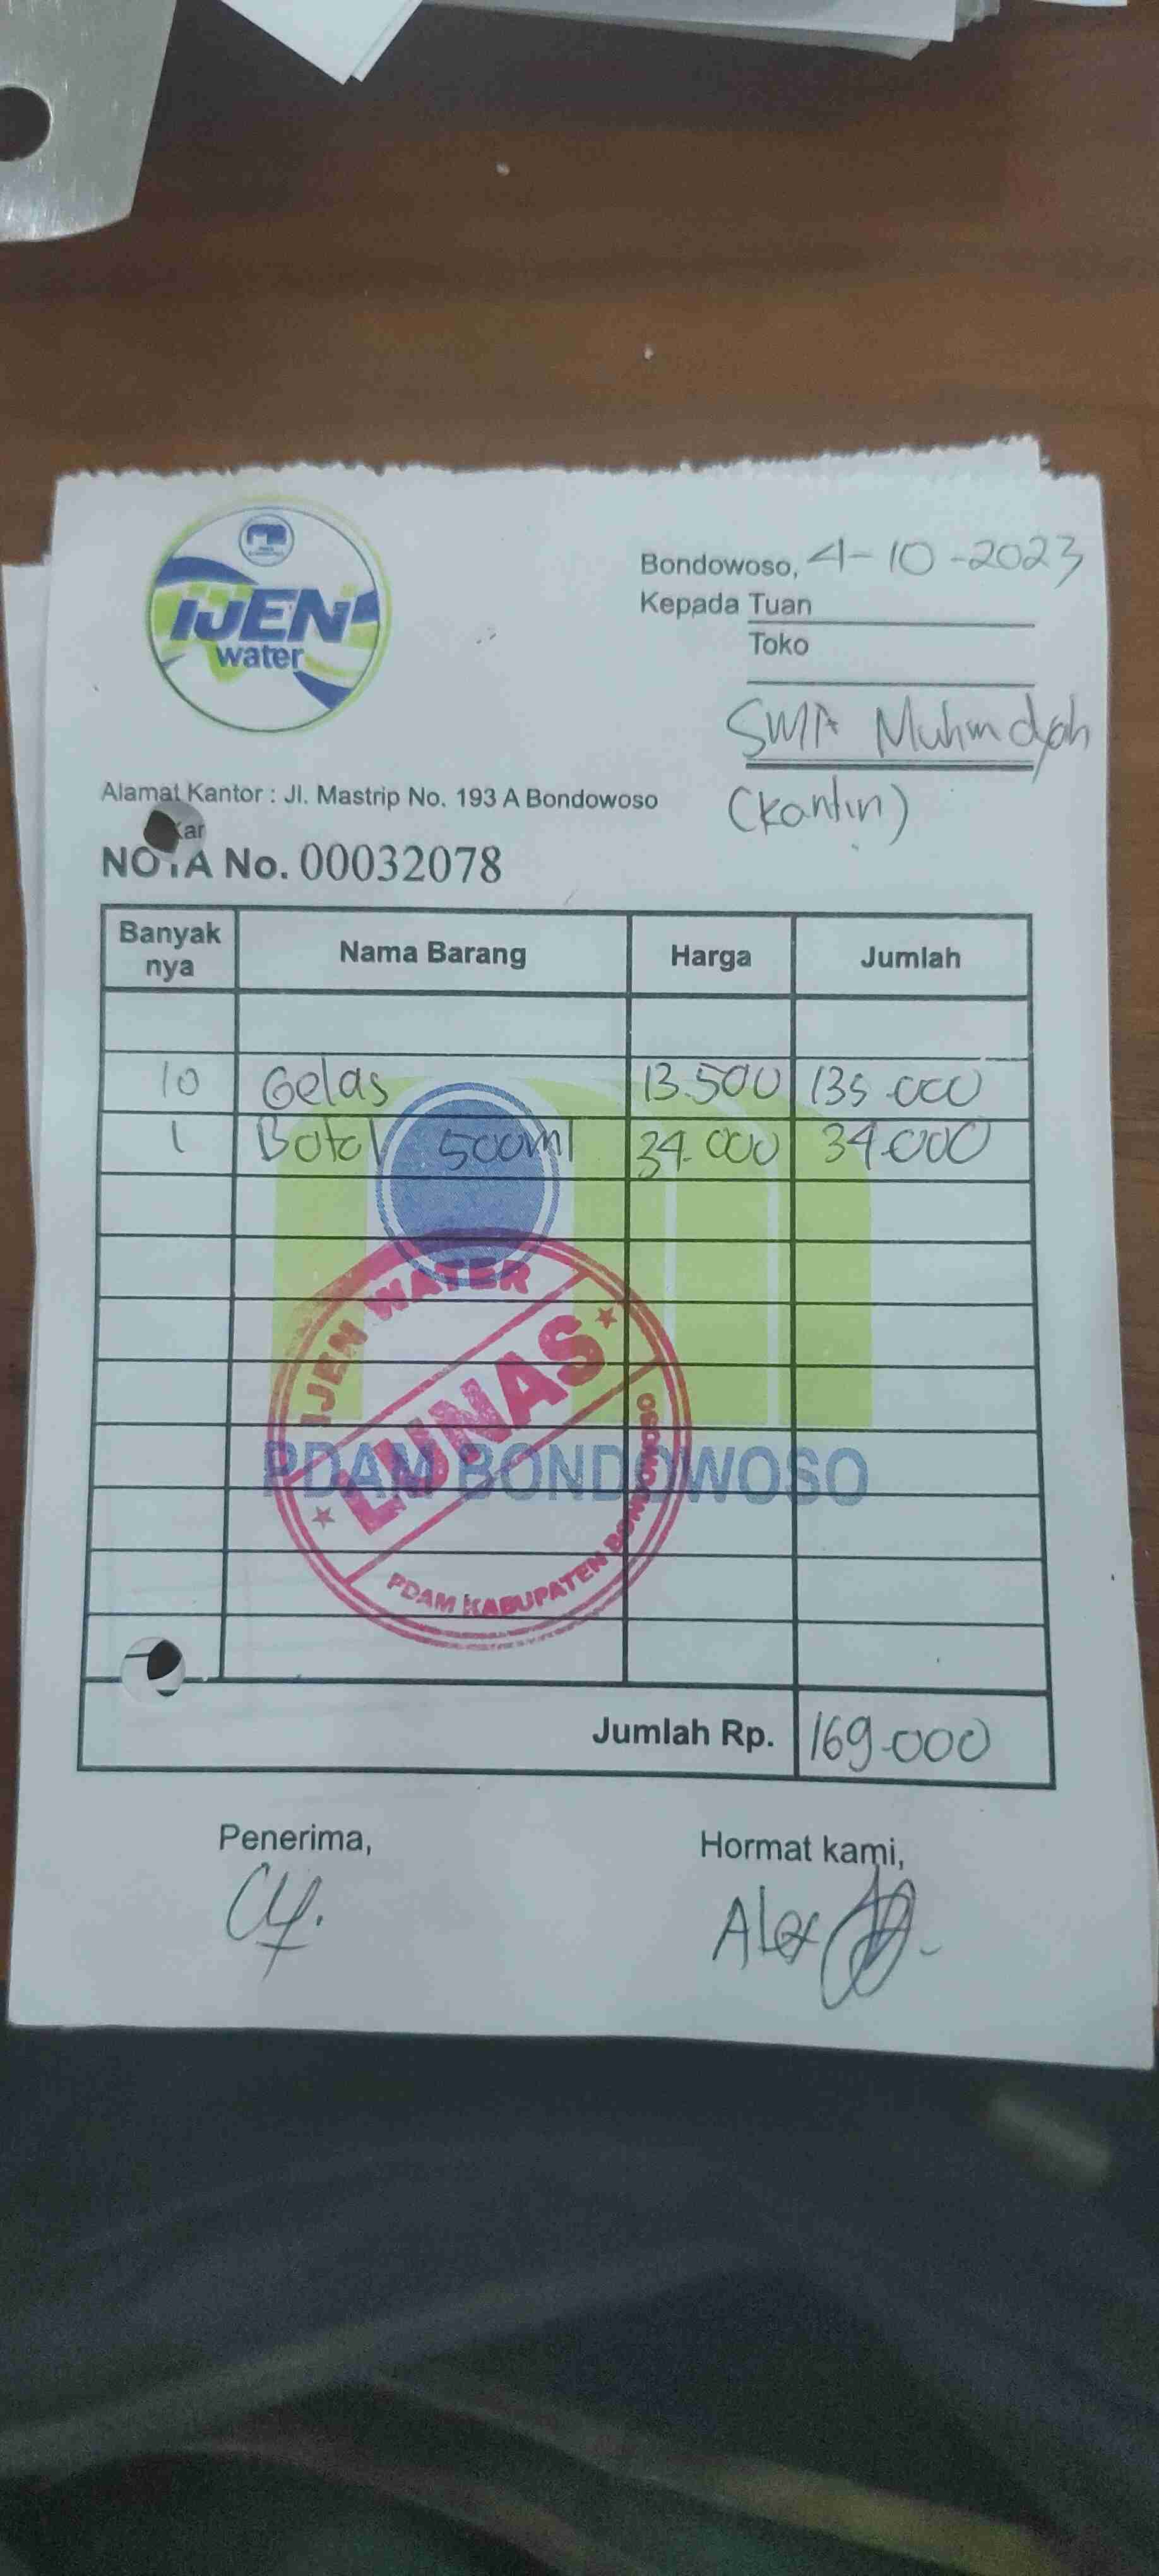 IJEN
water
Bondowoso, 4-10-2023
Kepada Tuan
Toko
SMA Muhmdyah
(kantin)
Alamat Kantor : Jl. Mastrip No. 193 A Bondowoso
NOTA No. 00032078
Banyak nya Nama Barang Harga Jumlah
10 Gelas 13.500 135.000
1 Botol 500ml 34.000 34.000
IJEN WATER
LUNAS
PDAM KABUPATEN BONDOWOSO
PDAM BONDOWOSO
Jumlah Rp. 169.000
Penerima,
Hormat kami,
Alex